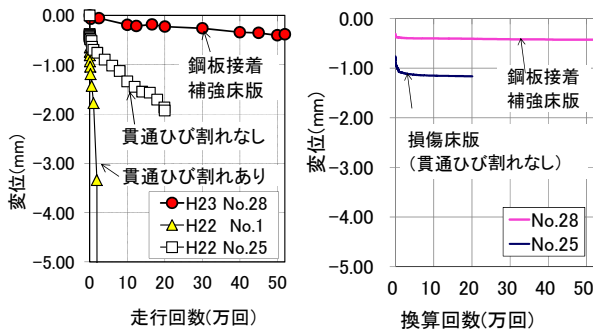 0.00
-1.00
-2.00
-3.00
-4.00
-5.00
変位(mm)
鋼板接着
補強床版
貫通ひび割れなし
貫通ひび割れあり
H23 No.28
H22 No.1
H22 No.25
0 10 20 30 40 50
走行回数(万回)
0.00
-1.00
-2.00
-3.00
-4.00
-5.00
変位(mm)
鋼板接着
補強床版
損傷床版
(貫通ひび割れなし)
No.28
No.25
0 10 20 30 40 50
換算回数(万回)